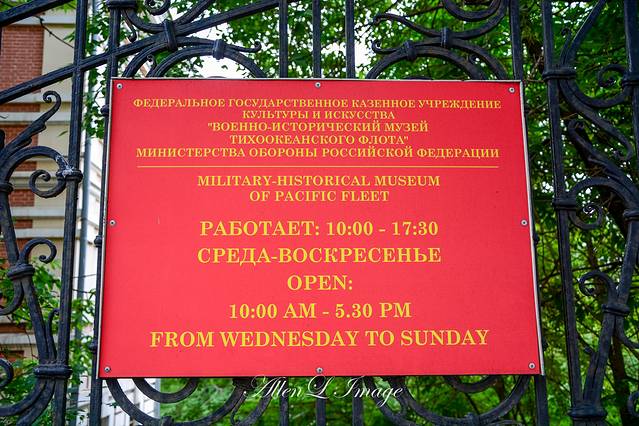 ФЕДЕРАЛЬНОЕ ГОСУДАРСТВЕННОЕ КАЗЕННОЕ УЧРЕЖДЕНИЕ
КУЛЬТУРЫ И ИСКУССТВА
"ВОЕННО-ИСТОРИЧЕСКИЙ МУЗЕЙ
ТИХООКЕАНСКОГО ФЛОТА"
МИНИСТЕРСТВА ОБОРОНЫ РОССИЙСКОЙ ФЕДЕРАЦИИ
MILITARY-HISTORICAL MUSEUM
OF PACIFIC FLEET
РАБОТАЕТ: 10:00 - 17:30
СРЕДА-ВОСКРЕСЕНЬЕ
OPEN:
10:00 AM - 5.30 PM
FROM WEDNESDAY TO SUNDAY
AllenL Image